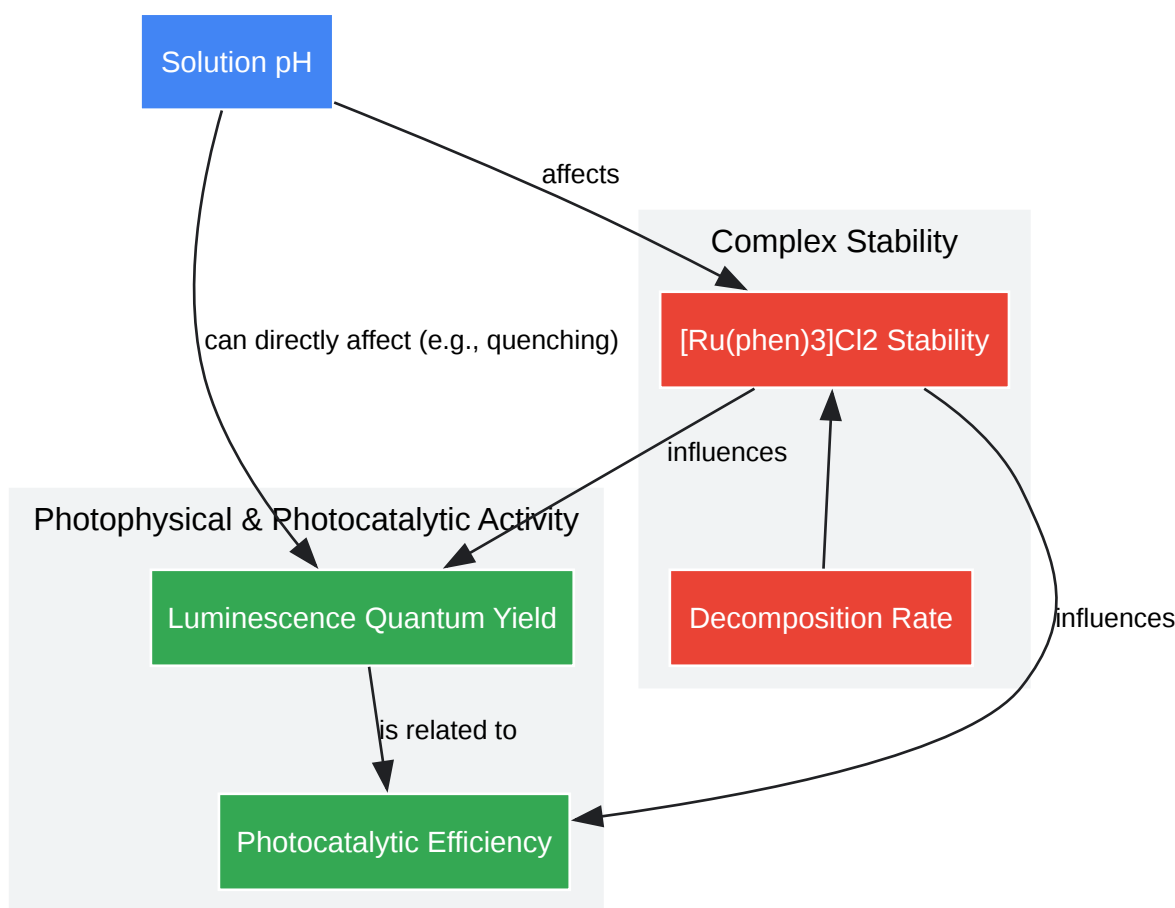 Solution pH
affects
Complex Stability
can directly affect (e.g., quenching)
[Ru(phen)3]Cl2 Stability
influences
Photophysical & Photocatalytic Activity
Luminescence Quantum Yield
Decomposition Rate
influences
is related to
Photocatalytic Efficiency